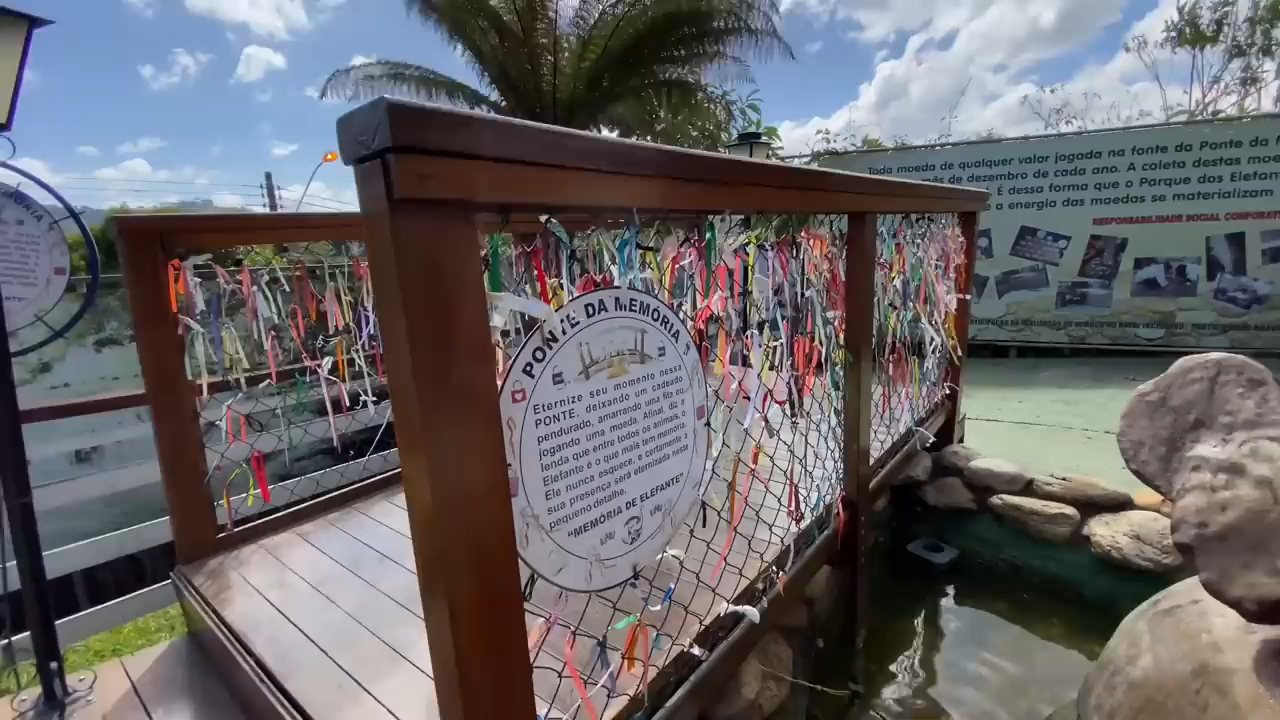 PONTE DA MEMÓRIA
Eternize seu momento nessa
PONTE, deixando um cadeado
pendurado, amarrando uma fita ou
jogando uma moeda. Afinal, diz a
lenda que entre todos os animais, o
Elefante é o que mais tem memória.
Ele nunca esquece, e certamente a
sua presença será eternizada neste
pequeno detalhe.
"MEMÓRIA DE ELEFANTE"
Toda moeda de qualquer valor jogada na fonte da Ponte da
mês de dezembro de cada ano. A coleta destas
É dessa forma que o Parque dos
a energia das moedas se materializam
RESPONSABILIDADE SOCIAL